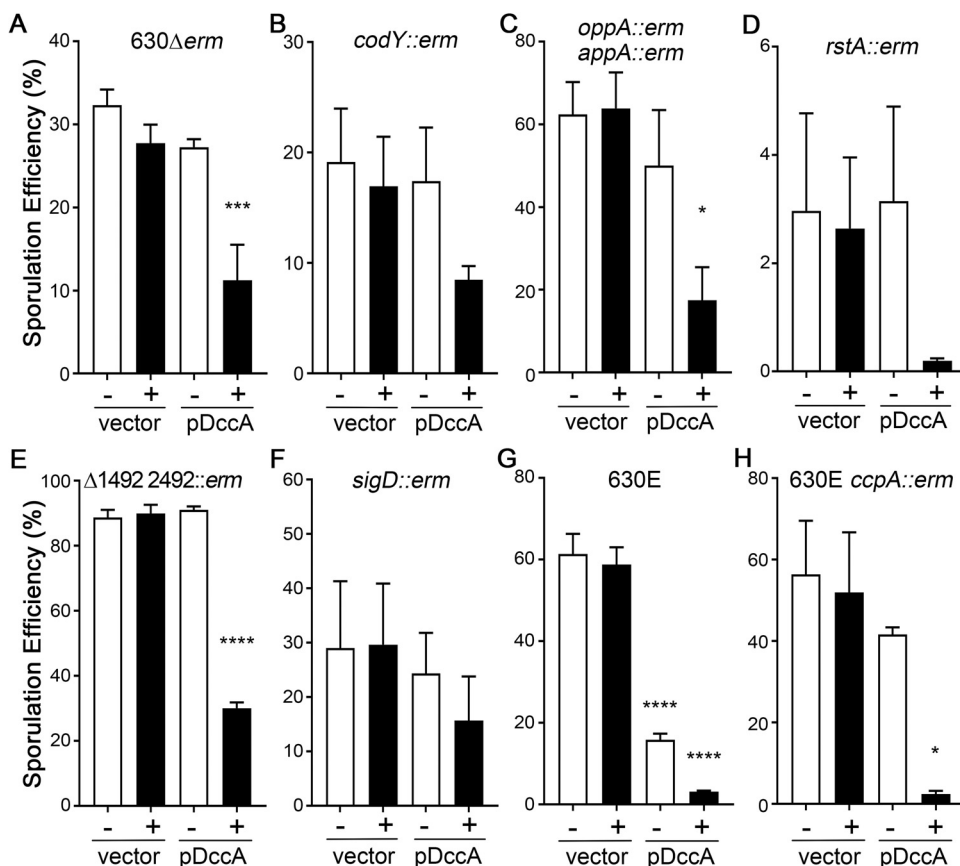 A
630Δerm
Sporulation Efficiency (%)
40
30
20
10
0
***
- + - +
vector pDccA
B
codY::erm
30
20
10
0
- + - +
vector pDccA
C
oppA::erm
appA::erm
80
60
40
20
0
*
- + - +
vector pDccA
D
rstA::erm
6
4
2
0
- + - +
vector pDccA
E
Δ1492 2492::erm
Sporulation Efficiency (%)
100
80
60
40
20
0
****
- + - +
vector pDccA
F
sigD::erm
60
50
40
30
20
10
0
- + - +
vector pDccA
G
630E
80
60
40
20
0
****
****
- + - +
vector pDccA
H
630E ccpA::erm
80
60
40
20
0
*
- + - +
vector pDccA